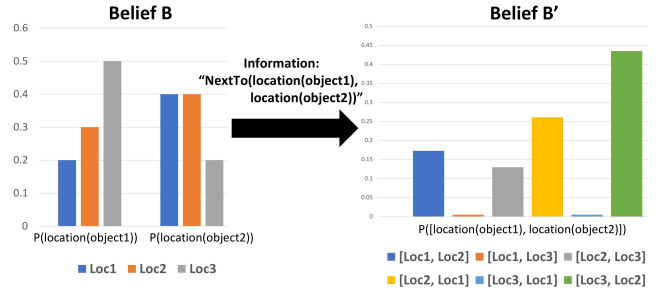 Belief B
0.6
0.5
0.4
0.3
0.2
0.1
0
P(location(object1))
P(location(object2))
Loc1
Loc2
Loc3
Information:
“NextTo(location(object1),
location(object2))”
Belief B’
0.5
0.45
0.4
0.35
0.3
0.25
0.2
0.15
0.1
0.05
0
P([location(object1), location(object2)])
[Loc1, Loc2]
[Loc1, Loc3]
[Loc2, Loc3]
[Loc2, Loc1]
[Loc3, Loc1]
[Loc3, Loc2]